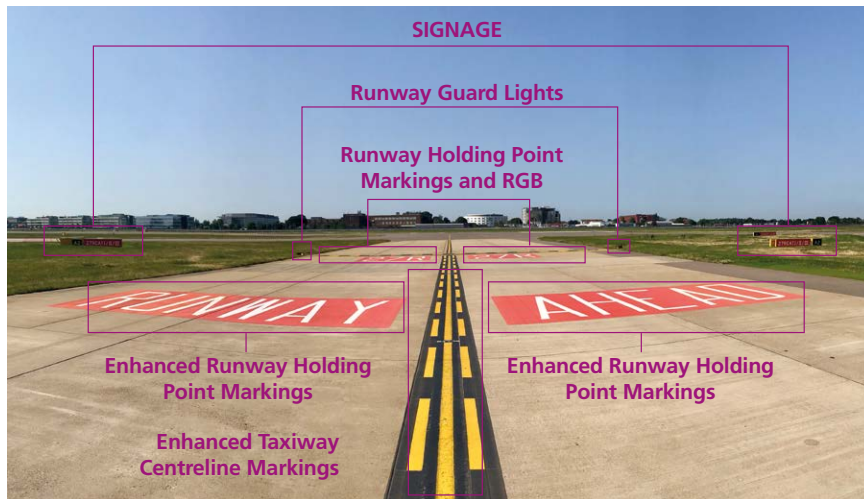 SIGNAGE
Runway Guard Lights
Runway Holding Point
Markings and RGB
RUNWAY AHEAD
Enhanced Runway Holding
Point Markings
Enhanced Runway Holding
Point Markings
Enhanced Taxiway
Centreline Markings